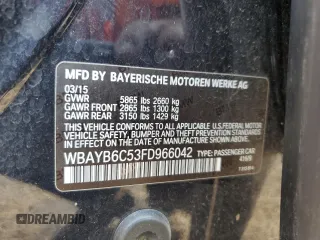 MFD BY BAYERISCHE MOTOREN WERKE AG
03/15
GVWR 5865 lbs 2660 kg
GAWR FRONT 2865 lbs 1300 kg
GAWR REAR 3150 lbs 1429 kg
THIS VEHICLE CONFORMS TO ALL APPLICABLE
FEDERAL MOTOR VEHICLE SAFETY, BUMPER AND THEFT
PREVENTION STANDARDS IN EFFECT ON THE DATE OF
MANUFACTURE SHOWN ABOVE.
WBAYB6C53FD966042 TYPE: PASSENGER CAR
DREAMBID